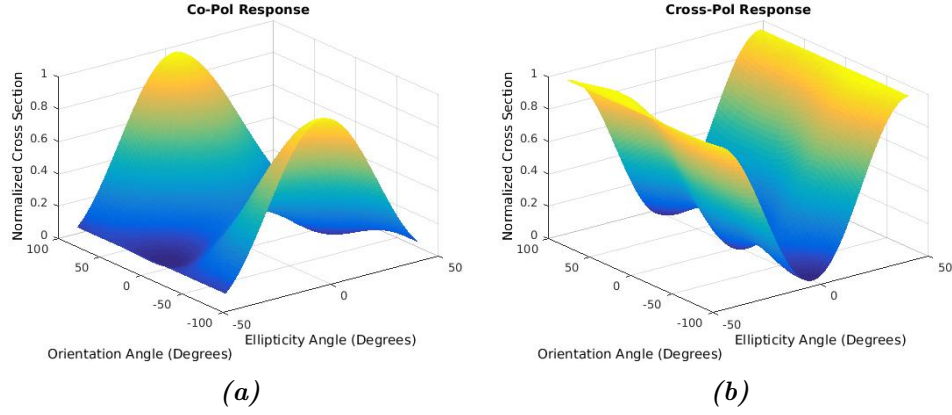 Co-Pol Response
Normalized Cross Section
1
0.8
0.6
0.4
0.2
0
100
50
0
-50
-100
Orientation Angle (Degrees)
-50
0
50
Ellipticity Angle (Degrees)
(a)
Cross-Pol Response
Normalized Cross Section
1
0.8
0.6
0.4
0.2
0
100
50
0
-50
-100
Orientation Angle (Degrees)
-50
0
50
Ellipticity Angle (Degrees)
(b)